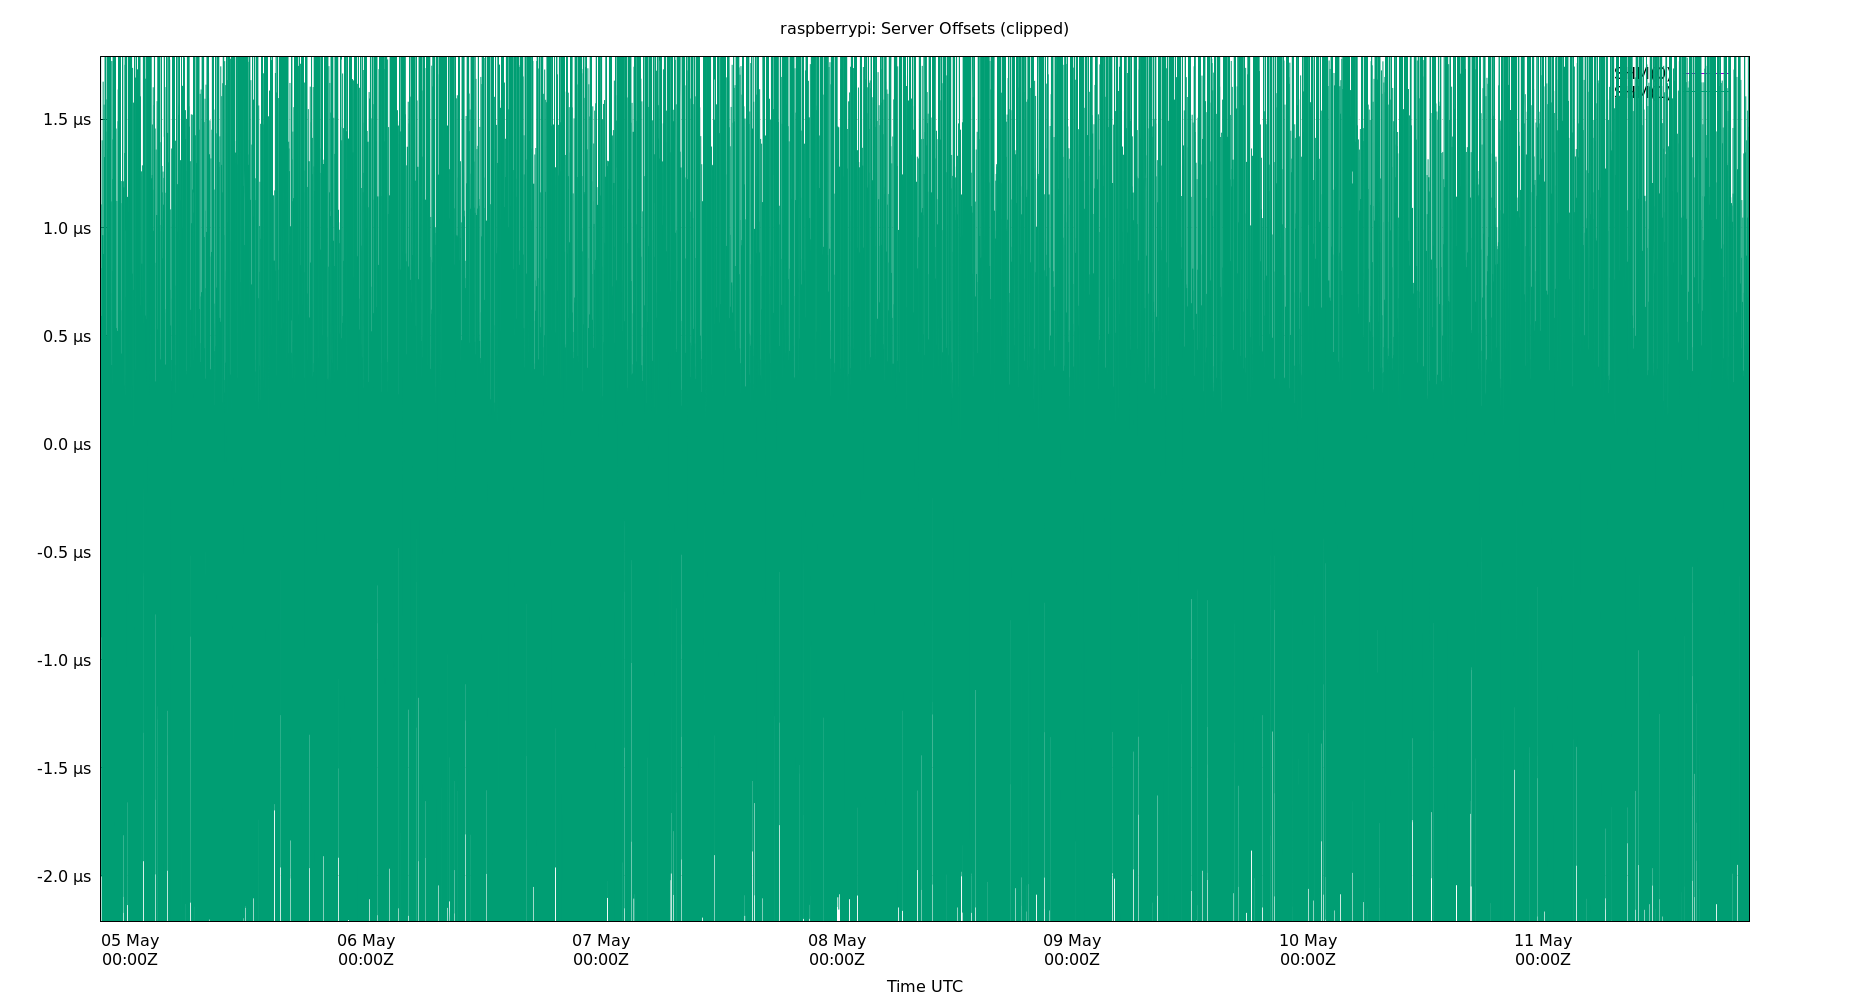 raspberrypi: Server Offsets (clipped)
1.5 µs
1.0 µs
0.5 µs
0.0 µs
-0.5 µs
-1.0 µs
-1.5 µs
-2.0 µs
05 May 06 May 07 May 08 May 09 May 10 May 11 May
00:00Z 00:00Z 00:00Z 00:00Z 00:00Z 00:00Z 00:00Z
Time UTC